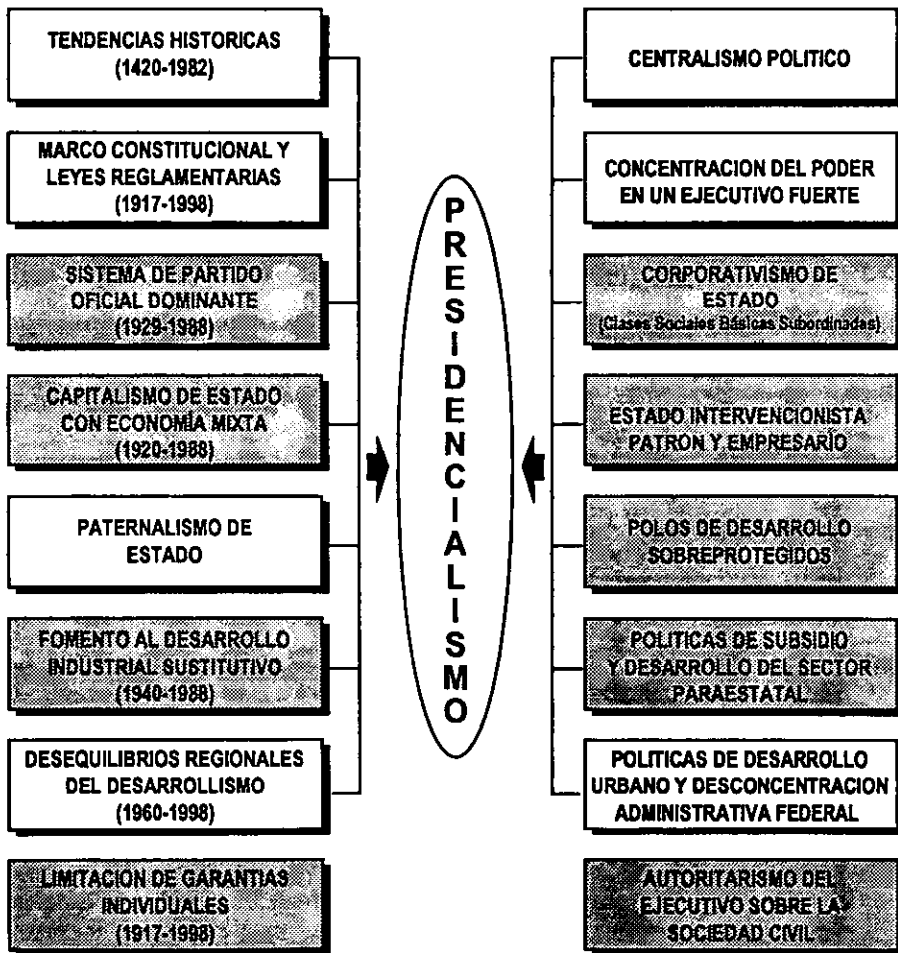 TENDENCIAS HISTORICAS
(1420-1982)
MARCO CONSTITUCIONAL Y
LEYES REGLAMENTARIAS
(1917-1998)
SISTEMA DE PARTIDO
OFICIAL DOMINANTE
(1929-1988)
CAPITALISMO DE ESTADO
CON ECONOMÍA MIXTA
(1920-1988)
PATERNALISMO DE
ESTADO
FOMENTO AL DESARROLLO
INDUSTRIAL SUSTITUTIVO
(1940-1988)
DESEQUILIBRIOS REGIONALES
DEL DESARROLLISMO
(1960-1998)
LIMITACION DE GARANTIAS
INDIVIDUALES
(1917-1998)
PRESIDENCIALISMO
CENTRALISMO POLITICO
CONCENTRACION DEL PODER
EN UN EJECUTIVO FUERTE
CORPORATIVISMO DE
ESTADO
(Clases Sociales Básicas Subordinadas)
ESTADO INTERVENCIONISTA
PATRON Y EMPRESARIO
POLOS DE DESARROLLO
SOBREPROTEGIDOS
POLITICAS DE SUBSIDIO
Y DESARROLLO DEL SECTOR
PARAESTATAL
POLITICAS DE DESARROLLO
URBANO Y DESCONCENTRACION
ADMINISTRATIVA FEDERAL
AUTORITARISMO DEL
EJECUTIVO SOBRE LA
SOCIEDAD CIVIL